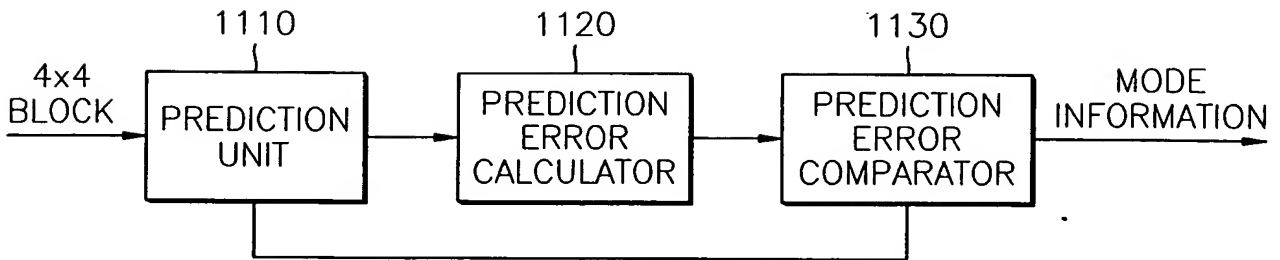 1110
1120
1130
4x4
BLOCK
PREDICTION
UNIT
PREDICTION
ERROR
CALCULATOR
PREDICTION
ERROR
COMPARATOR
MODE
INFORMATION